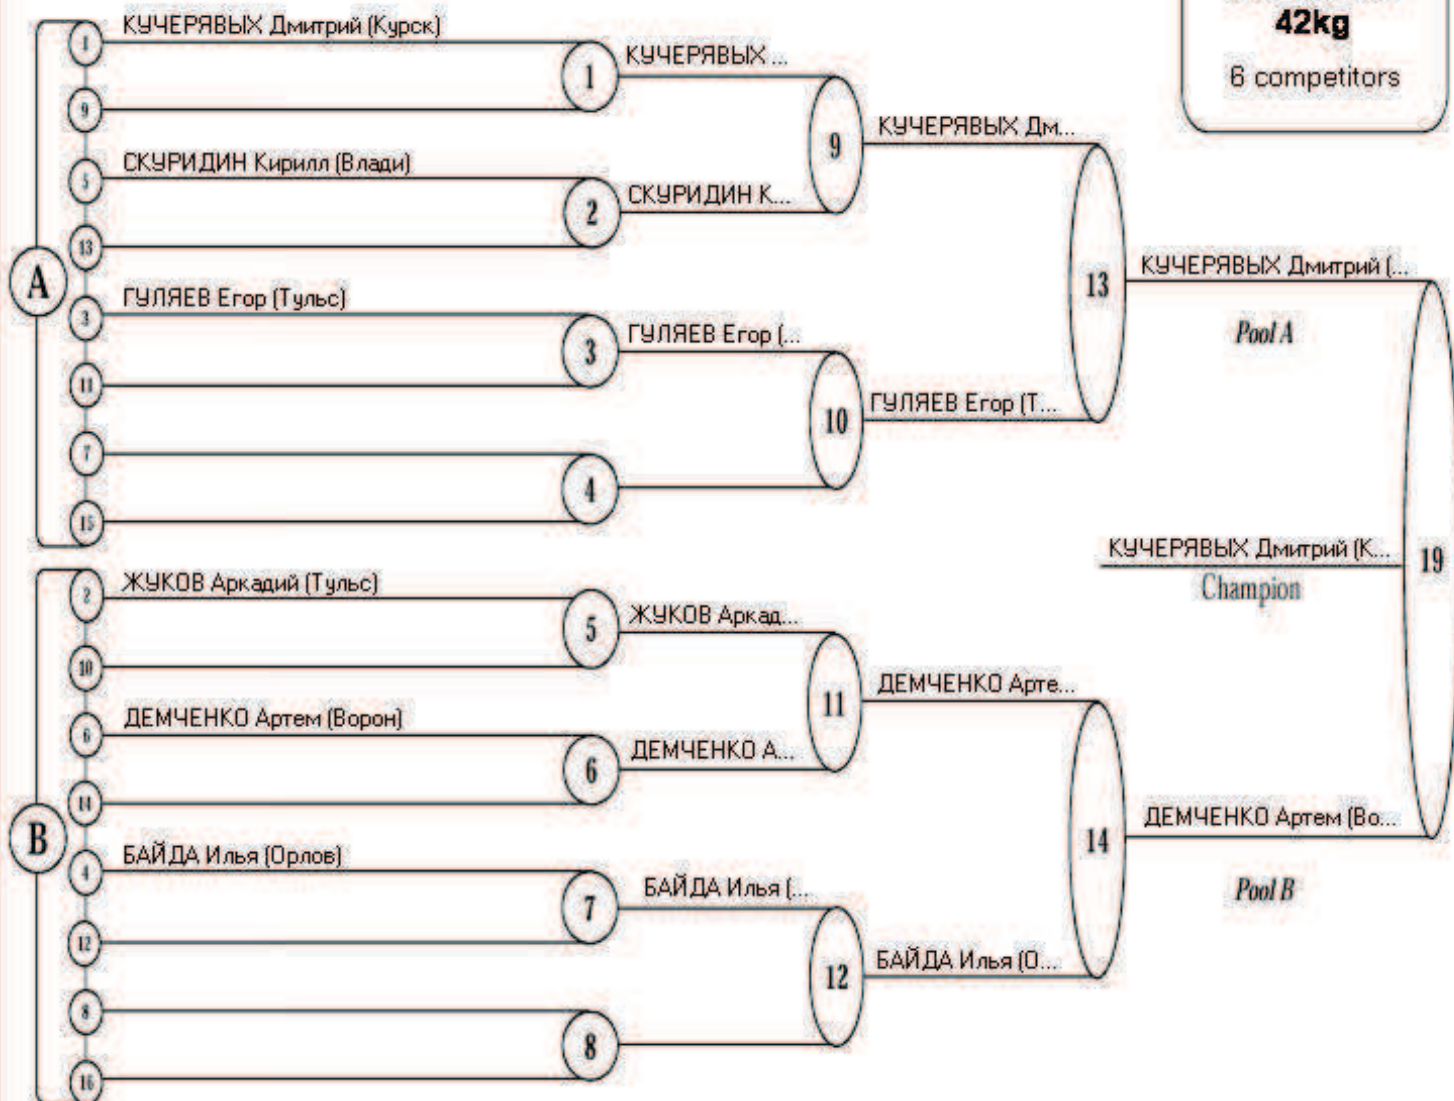 42kg
6 competitors
A
1
КУЧЕРЯВЫХ Дмитрий (Курск)
9
5
СКУРИДИН Кирилл (Влади)
13
3
ГУЛЯЕВ Егор (Тульс)
11
7
15
1
КУЧЕРЯВЫХ ...
2
СКУРИДИН К...
3
ГУЛЯЕВ Егор (...
4
9
КУЧЕРЯВЫХ Дм...
10
ГУЛЯЕВ Егор (Т...
13
КУЧЕРЯВЫХ Дмитрий (...
Pool A
КУЧЕРЯВЫХ Дмитрий (К...
Champion
19
B
2
ЖУКОВ Аркадий (Тульс)
10
6
ДЕМЧЕНКО Артем (Ворон)
14
4
БАЙДА Илья (Орлов)
12
8
16
5
ЖУКОВ Аркад...
6
ДЕМЧЕНКО А...
7
БАЙДА Илья (...
8
11
ДЕМЧЕНКО Арте...
12
БАЙДА Илья (О...
14
ДЕМЧЕНКО Артем (Во...
Pool B